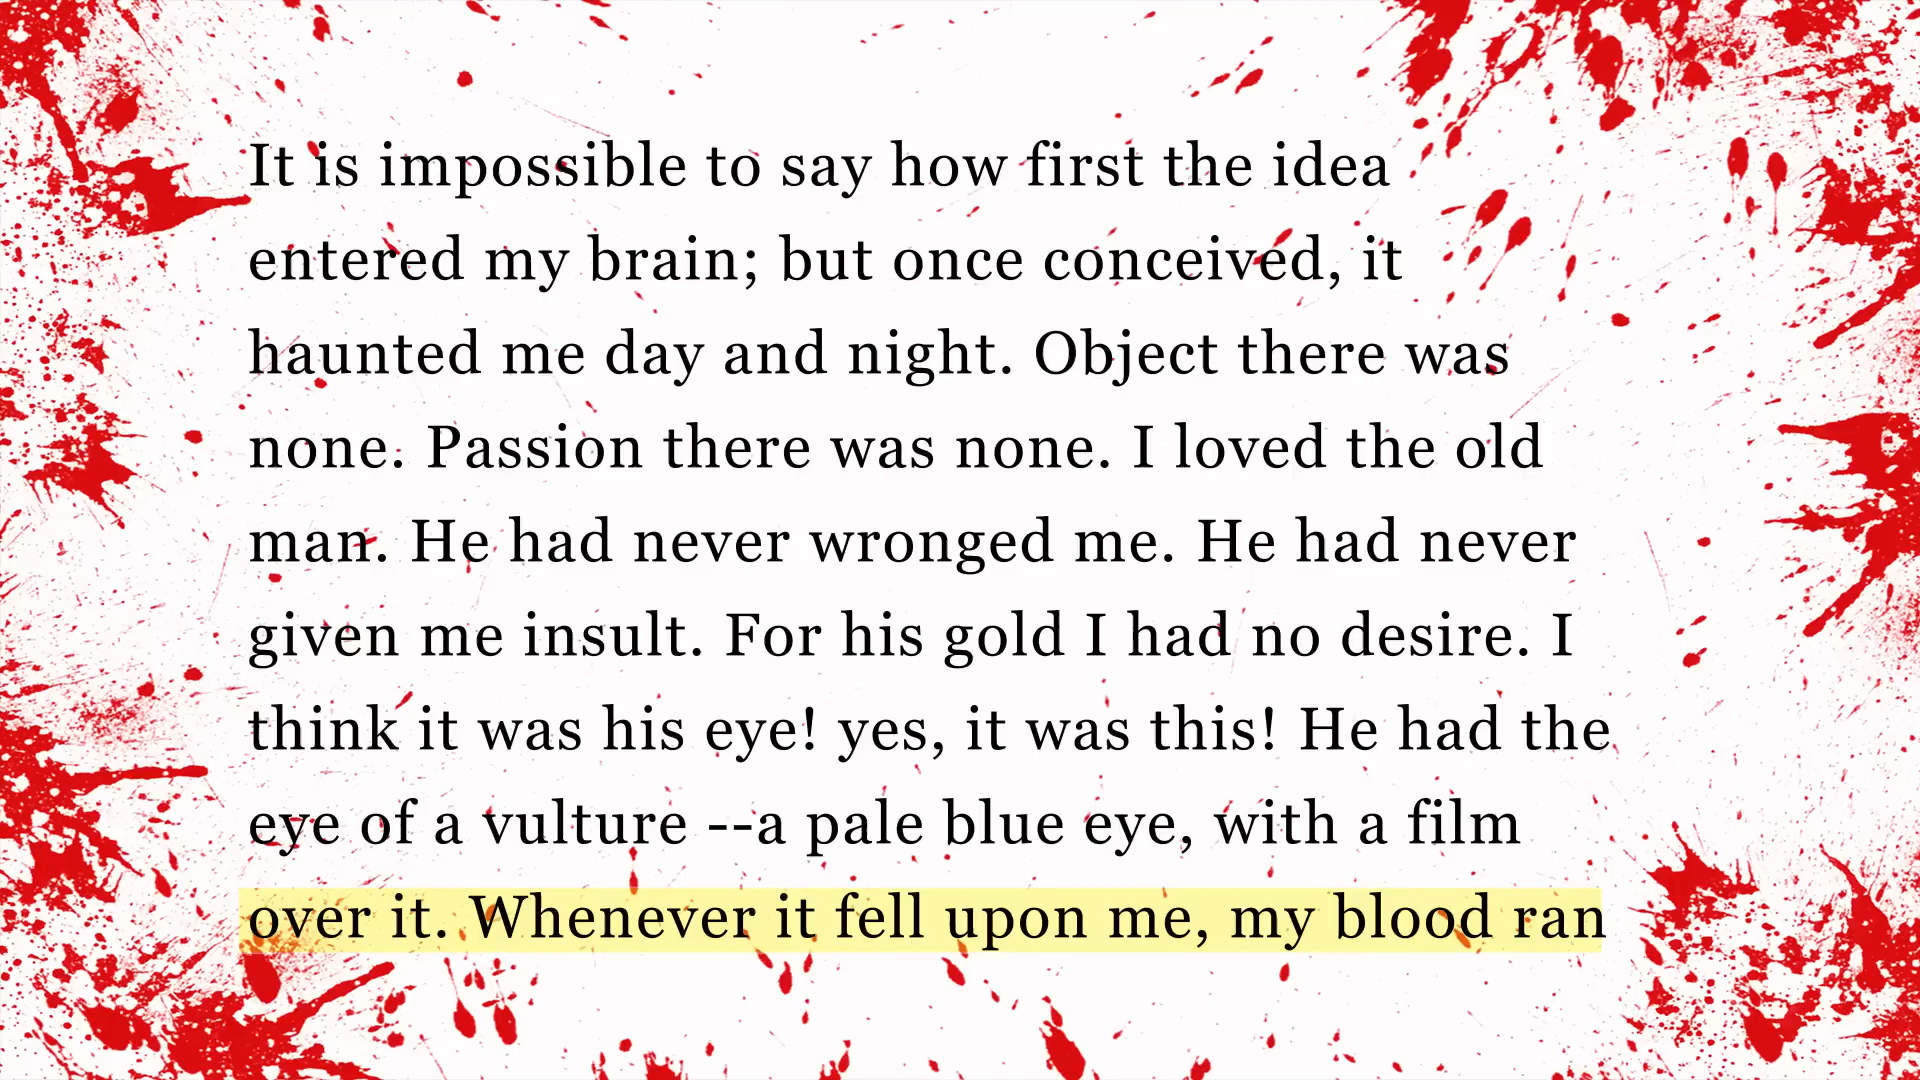 It is impossible to say how first the idea
entered my brain; but once conceived, it
haunted me day and night. Object there was
none. Passion there was none. I loved the old
man. He had never wronged me. He had never
given me insult. For his gold I had no desire. I
think it was his eye! yes, it was this! He had the
eye of a vulture --a pale blue eye, with a film
over it. Whenever it fell upon me, my blood ran